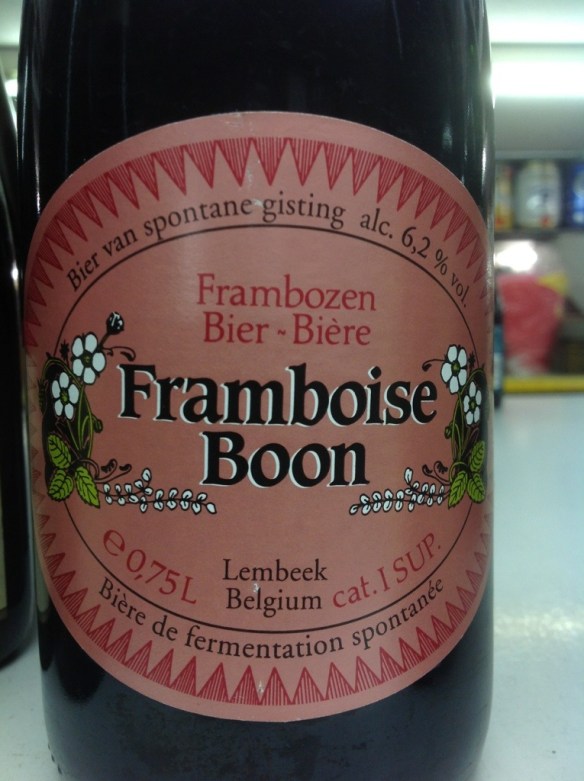 Bier van spontane gisting alc. 6,2 % vol.
Frambozen
Bier ~ Bière
Framboise
Boon
e 0,75L
Lembeek
Belgium
cat. I SUP.
Bière de fermentation spontanée